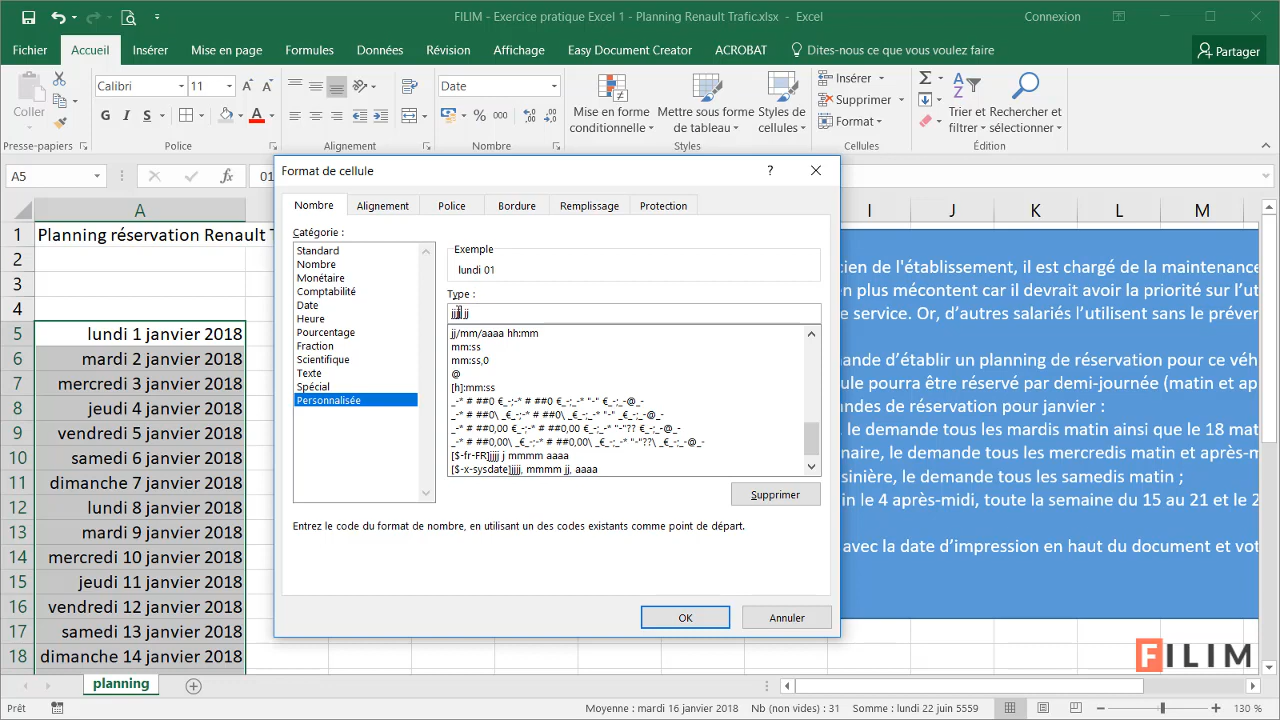 FILIM - Exercice pratique Excel 1 - Planning Renault Trafic.xlsx - Excel
Connexion
Fichier Accueil Insérer Mise en page Formules Données Révision Affichage Easy Document Creator ACROBAT Dites-nous ce que vous voulez faire Partager
Coller
Calibri 11
G I S
Date
% 000
Mise en forme conditionnelle
Mettre sous forme de tableau
Styles de cellules
Insérer
Supprimer
Format
Trier et filtrer
Rechercher et sélectionner
Presse-papiers Police Alignement Nombre Styles Cellules Édition
A5 fx 01
A I J K L M
1 Planning réservation Renault T
2
3
4
5 lundi 1 janvier 2018
6 mardi 2 janvier 2018
7 mercredi 3 janvier 2018
8 jeudi 4 janvier 2018
9 vendredi 5 janvier 2018
10 samedi 6 janvier 2018
11 dimanche 7 janvier 2018
12 lundi 8 janvier 2018
13 mardi 9 janvier 2018
14 mercredi 10 janvier 2018
15 jeudi 11 janvier 2018
16 vendredi 12 janvier 2018
17 samedi 13 janvier 2018
18 dimanche 14 janvier 2018
Format de cellule
?
Nombre Alignement Police Bordure Remplissage Protection
Catégorie :
Standard
Nombre
Monétaire
Comptabilité
Date
Heure
Pourcentage
Fraction
Scientifique
Texte
Spécial
Personnalisée
Exemple
lundi 01
Type :
jjjj jj
jj/mm/aaaa hh:mm
mm:ss
mm:ss,0
@
[h]:mm:ss
_-* # ##0 €_-;-* # ##0 €_-;_-* "-" €_-;_-@_-
_-* # ##0\ _€_-;-* # ##0\ _€_-;_-* "-"\ _€_-;_-@_-
_-* # ##0,00 €_-;-* # ##0,00 €_-;_-* "-"?? €_-;_-@_-
_-* # ##0,00\ _€_-;-* # ##0,00\ _€_-;_-* "-"??\ _€_-;_-@_-
[$-fr-FR]jjjj j mmmm aaaa
[$-x-sysdate]jjjj, mmmm jj, aaaa
Supprimer
Entrez le code du format de nombre, en utilisant un des codes existants comme point de départ.
OK Annuler
cien de l'établissement, il est chargé de la maintenance
en plus mécontent car il devrait avoir la priorité sur l'ut
e service. Or, d'autres salariés l'utilisent sans le préven
mande d'établir un planning de réservation pour ce véh
ule pourra être réservé par demi-journée (matin et ap
ndes de réservation pour janvier :
, le demande tous les mardis matin ainsi que le 18 mat
naire, le demande tous les mercredis matin et après-m
sinière, le demande tous les samedis matin ;
in le 4 après-midi, toute la semaine du 15 au 21 et le 2
avec la date d'impression en haut du document et vot
FILIM
planning
Prêt
Moyenne : mardi 16 janvier 2018 Nb (non vides) : 31 Somme : lundi 22 juin 5559
130 %